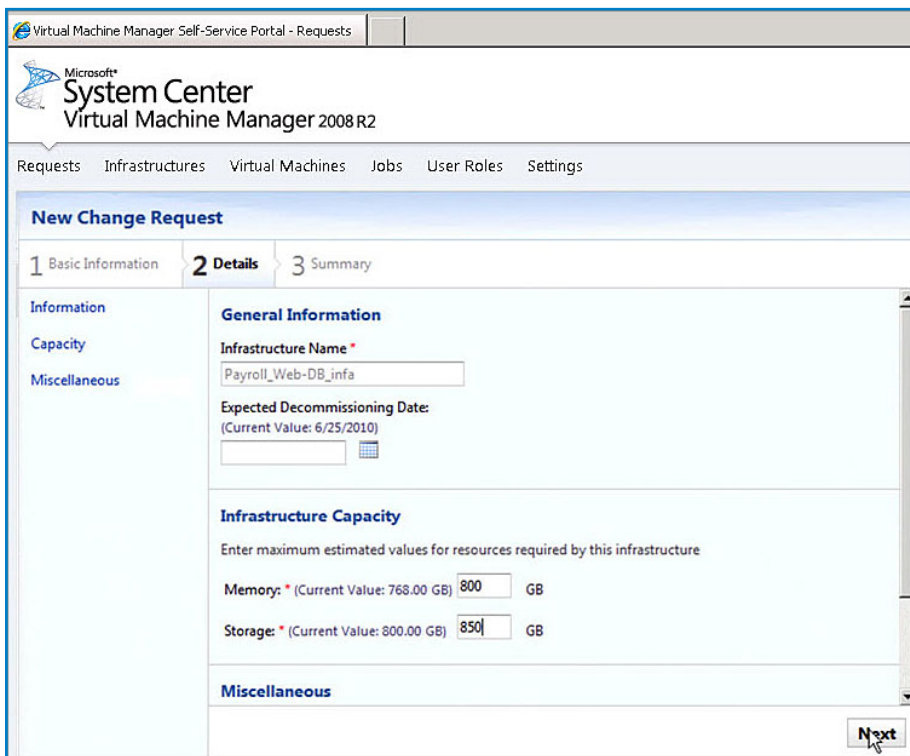 Virtual Machine Manager Self-Service Portal - Requests
Microsoft®
System Center
Virtual Machine Manager 2008 R2
Requests Infrastructures Virtual Machines Jobs User Roles Settings
New Change Request
1 Basic Information 2 Details 3 Summary
Information
Capacity
Miscellaneous
General Information
Infrastructure Name *
Payroll_Web-DB_infa
Expected Decommissioning Date:
(Current Value: 6/25/2010)
Infrastructure Capacity
Enter maximum estimated values for resources required by this infrastructure
Memory: * (Current Value: 768.00 GB) 800 GB
Storage: * (Current Value: 800.00 GB) 850 GB
Miscellaneous
Next